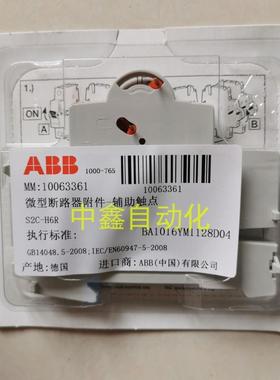 1.)
ON
A
ABB
1000-765
MM:10063361
10063361
微型断路器附件-辅助触点
S2C-H6R
中鑫自动化
执行标准:
BA1016YM1128D04
GB14048.5-2008;IEC/EN60947-5-2008
产地:德国
进口商:ABB(中国)有限公司